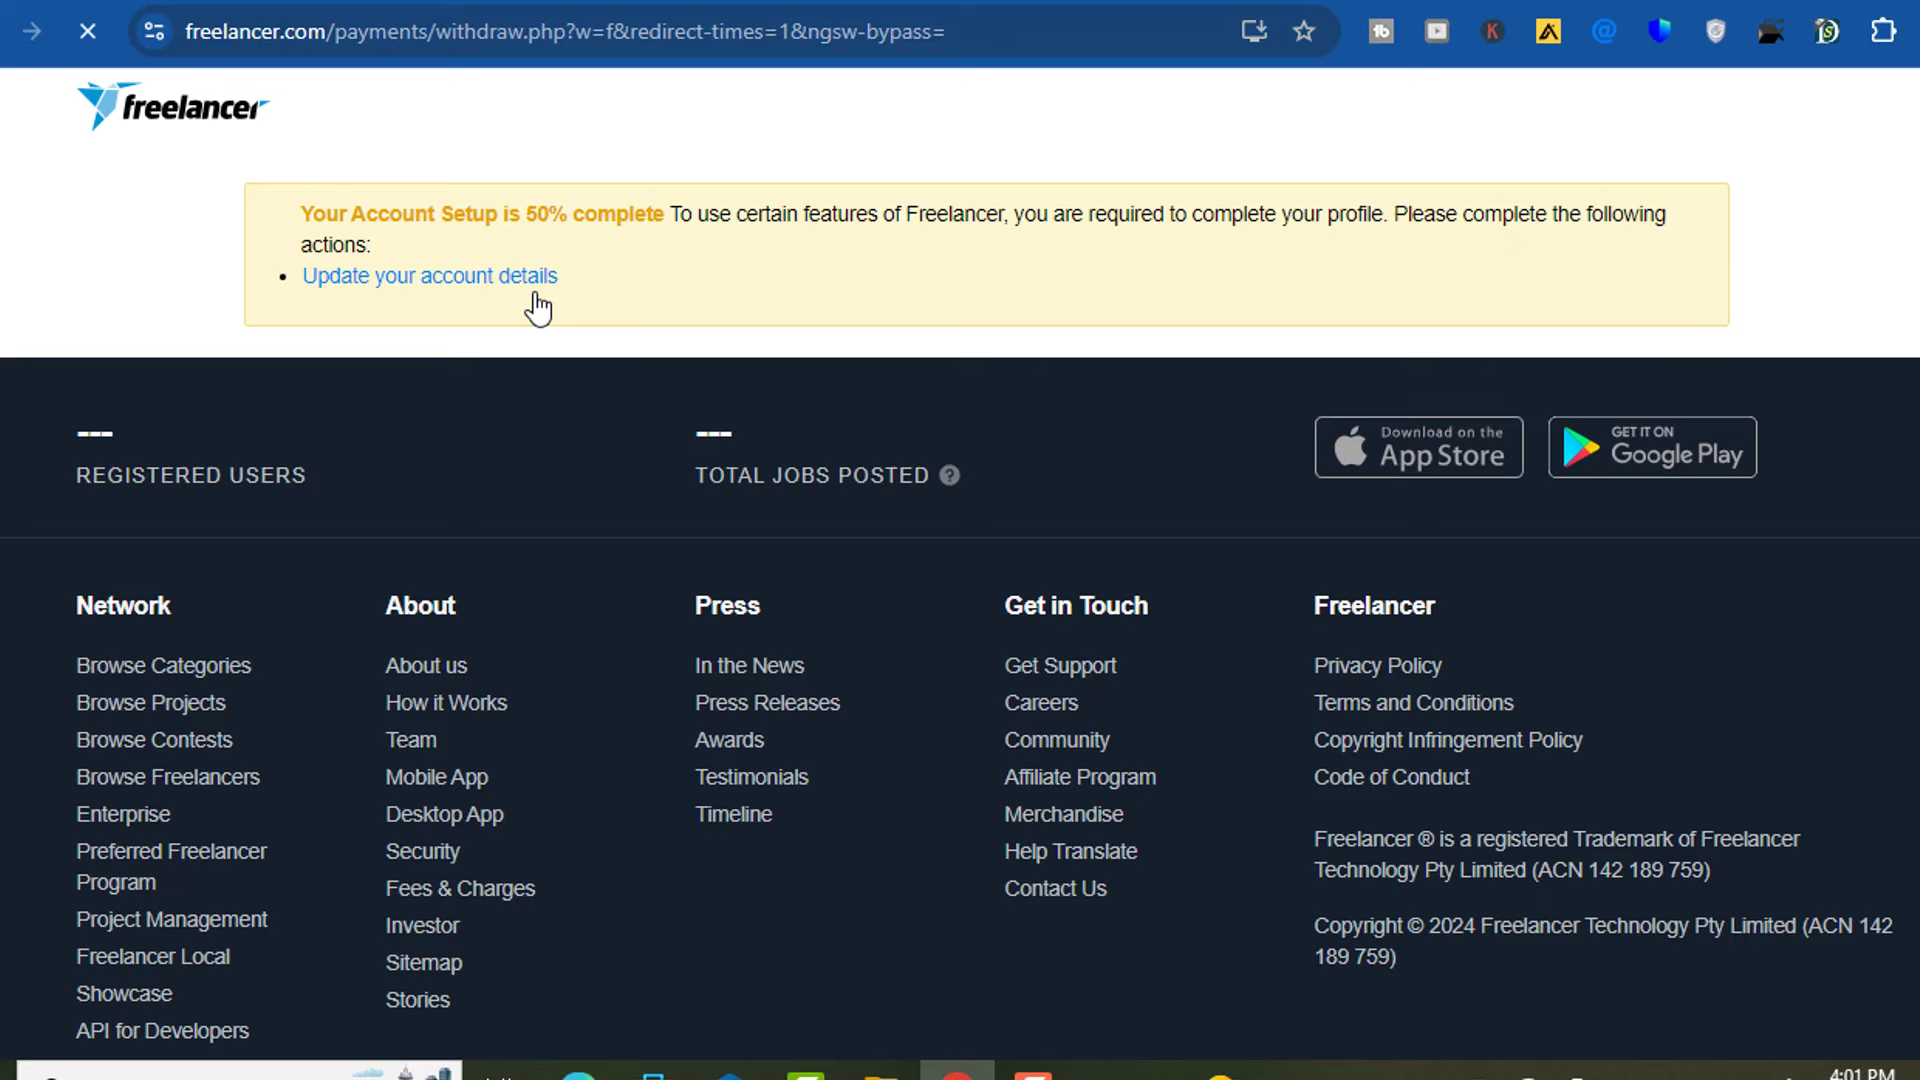 freelancer.com/payments/withdraw.php?w=f&redirect-times=1&ngsw-bypass=
freelancer
Your Account Setup is 50% complete To use certain features of Freelancer, you are required to complete your profile. Please complete the following
actions:
• Update your account details
---
REGISTERED USERS
---
TOTAL JOBS POSTED ?
Download on the
App Store
GET IT ON
Google Play
Network
Browse Categories
Browse Projects
Browse Contests
Browse Freelancers
Enterprise
Preferred Freelancer
Program
Project Management
Freelancer Local
Showcase
API for Developers
About
About us
How it Works
Team
Mobile App
Desktop App
Security
Fees & Charges
Investor
Sitemap
Stories
Press
In the News
Press Releases
Awards
Testimonials
Timeline
Get in Touch
Get Support
Careers
Community
Affiliate Program
Merchandise
Help Translate
Contact Us
Freelancer
Privacy Policy
Terms and Conditions
Copyright Infringement Policy
Code of Conduct
Freelancer ® is a registered Trademark of Freelancer
Technology Pty Limited (ACN 142 189 759)
Copyright © 2024 Freelancer Technology Pty Limited (ACN 142
189 759)
4:01 PM